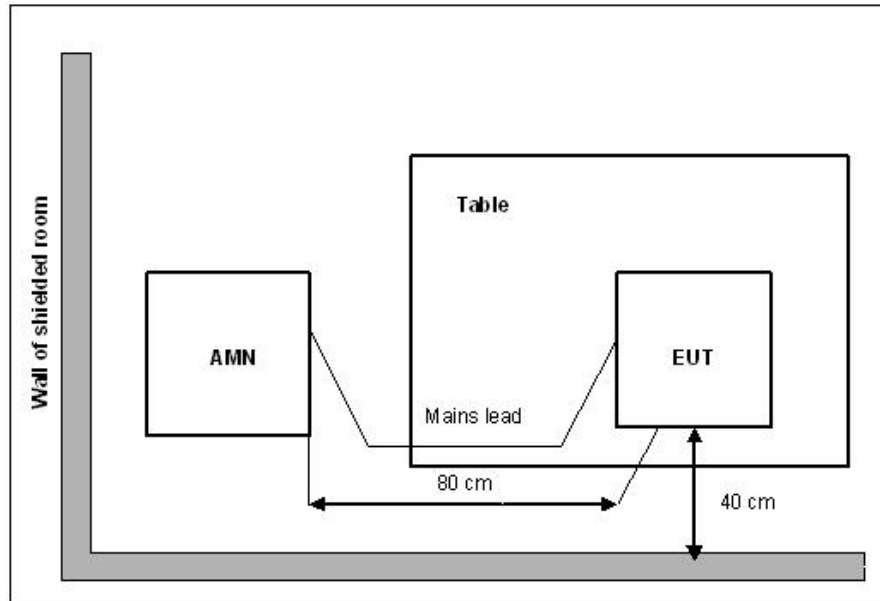 Wall of shielded room
Table
AMN
EUT
Mains lead
80 cm
40 cm